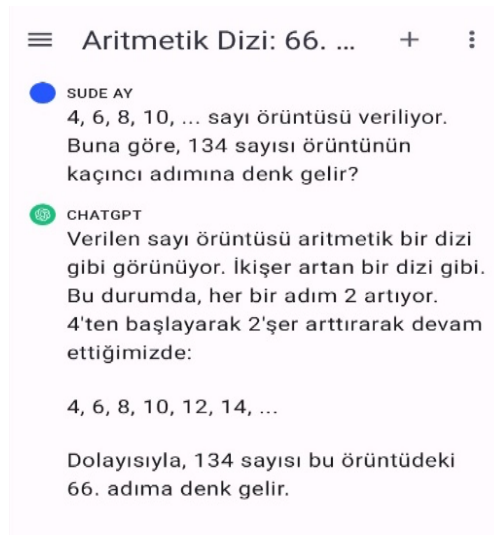 Aritmetik Dizi: 66. ...
SUDE AY
4, 6, 8, 10, ... sayı örüntüsü veriliyor.
Buna göre, 134 sayısı örüntünün
kaçıncı adımına denk gelir?
CHATGPT
Verilen sayı örüntüsü aritmetik bir dizi
gibi görünüyor. İkişer artan bir dizi gibi.
Bu durumda, her bir adım 2 artıyor.
4'ten başlayarak 2'şer arttırarak devam
ettiğimizde:
4, 6, 8, 10, 12, 14, ...
Dolayısıyla, 134 sayısı bu örüntüdeki
66. adıma denk gelir.